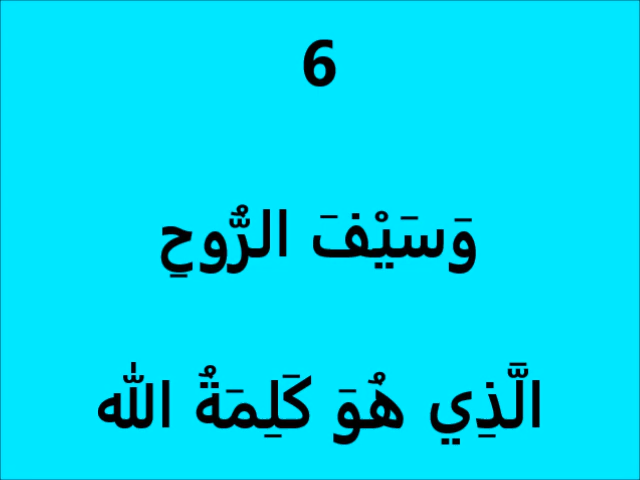 6
وَسَيْفَ الرُّوحِ
الَّذِي هُوَ كَلِمَةُ الله